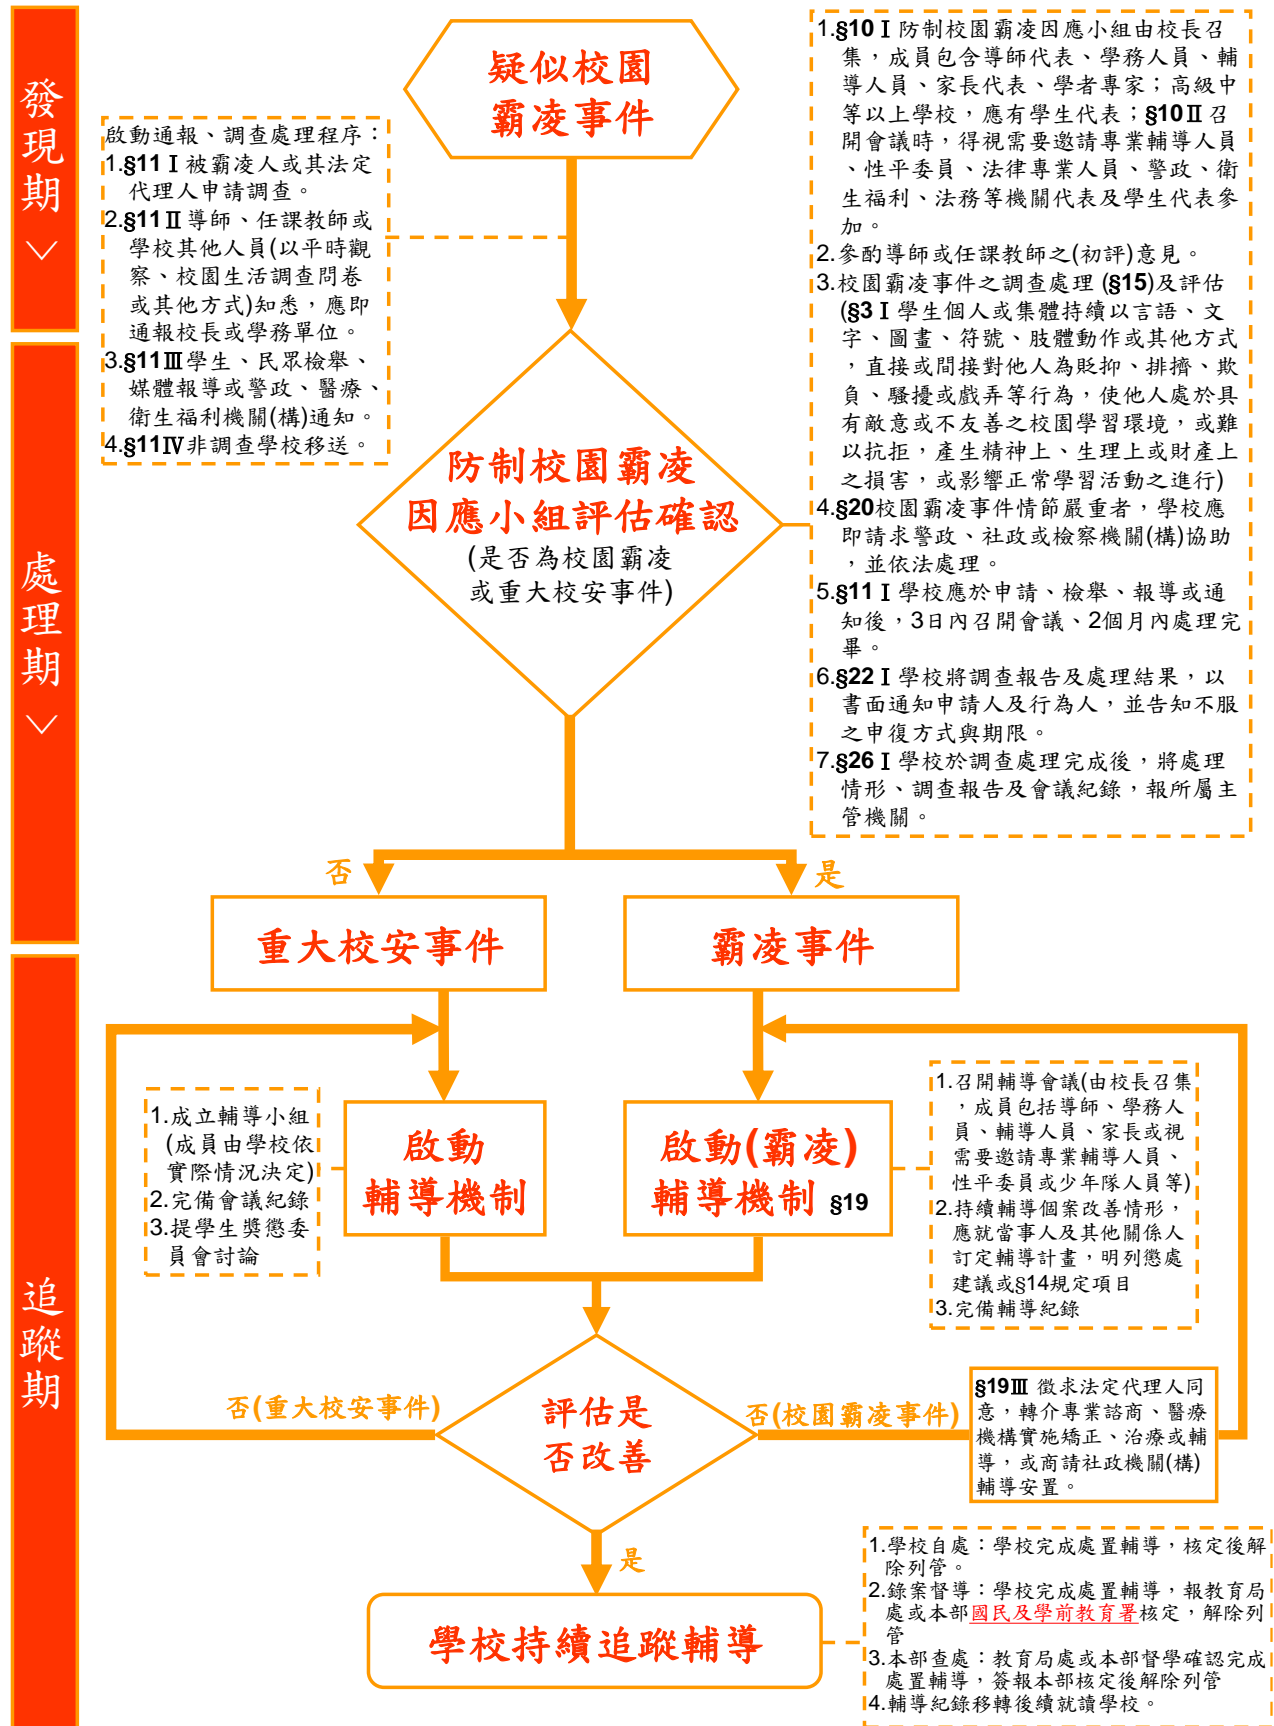 發現期﹀
疑似校園
霸凌事件
啟動通報、調查處理程序：
1.§11Ⅰ被霸凌人或其法定
代理人申請調查。
2.§11Ⅱ導師、任課教師或
學校其他人員(以平時觀
察、校園生活調查問卷
或其他方式)知悉，應即
通報校長或學務單位。
3.§11Ⅲ學生、民眾檢舉、
媒體報導或警政、醫療、
衛生福利機關(構)通知。
4.§11Ⅳ非調查學校移送。
1.§10Ⅰ防制校園霸凌因應小組由校長召
集，成員包含導師代表、學務人員、輔
導人員、家長代表、學者專家；高級中
等以上學校，應有學生代表；§10Ⅱ召
開會議時，得視需要邀請專業輔導人員
、性平委員、法律專業人員、警政、衛
生福利、法務等機關代表及學生代表參
加。
2.參酌導師或任課教師之(初評)意見。
3.校園霸凌事件之調查處理 (§15)及評估
(§3Ⅰ學生個人或集體持續以言語、文
字、圖畫、符號、肢體動作或其他方式
，直接或間接對他人為貶抑、排擠、欺
負、騷擾或戲弄等行為，使他人處於具
有敵意或不友善之校園學習環境，或難
以抗拒，產生精神上、生理上或財產上
之損害，或影響正常學習活動之進行)
4.§20校園霸凌事件情節嚴重者，學校應
即請求警政、社政或檢察機關(構)協助
，並依法處理。
5.§11Ⅰ學校應於申請、檢舉、報導或通
知後，3日內召開會議、2個月內處理完
畢。
6.§22Ⅰ學校將調查報告及處理結果，以
書面通知申請人及行為人，並告知不服
之申復方式與期限。
7.§26Ⅰ學校於調查處理完成後，將處理
情形、調查報告及會議紀錄，報所屬主
管機關。
處理期﹀
防制校園霸凌
因應小組評估確認
(是否為校園霸凌
或重大校安事件)
否
是
重大校安事件
霸凌事件
追蹤期
1.成立輔導小組
(成員由學校依
實際情況決定)
2.完備會議紀錄
3.提學生獎懲委
員會討論
啟動
輔導機制
啟動(霸凌)
輔導機制 §19
1.召開輔導會議(由校長召集
，成員包括導師、學務人
員、輔導人員、家長或視
需要邀請專業輔導人員、
性平委員或少年隊人員等)
2.持續輔導個案改善情形，
應就當事人及其他關係人
訂定輔導計畫，明列懲處
建議或§14規定項目
3.完備輔導紀錄
否(重大校安事件)
評估是
否改善
否(校園霸凌事件)
§19Ⅲ 徵求法定代理人同
意，轉介專業諮商、醫療
機構實施矯正、治療或輔
導，或商請社政機關(構)
輔導安置。
是
學校持續追蹤輔導
1.學校自處：學校完成處置輔導，核定後解
除列管。
2.錄案督導：學校完成處置輔導，報教育局
處或本部國民及學前教育署核定，解除列
管
3.本部查處：教育局處或本部督學確認完成
處置輔導，簽報本部核定後解除列管
4.輔導紀錄移轉後續就讀學校。